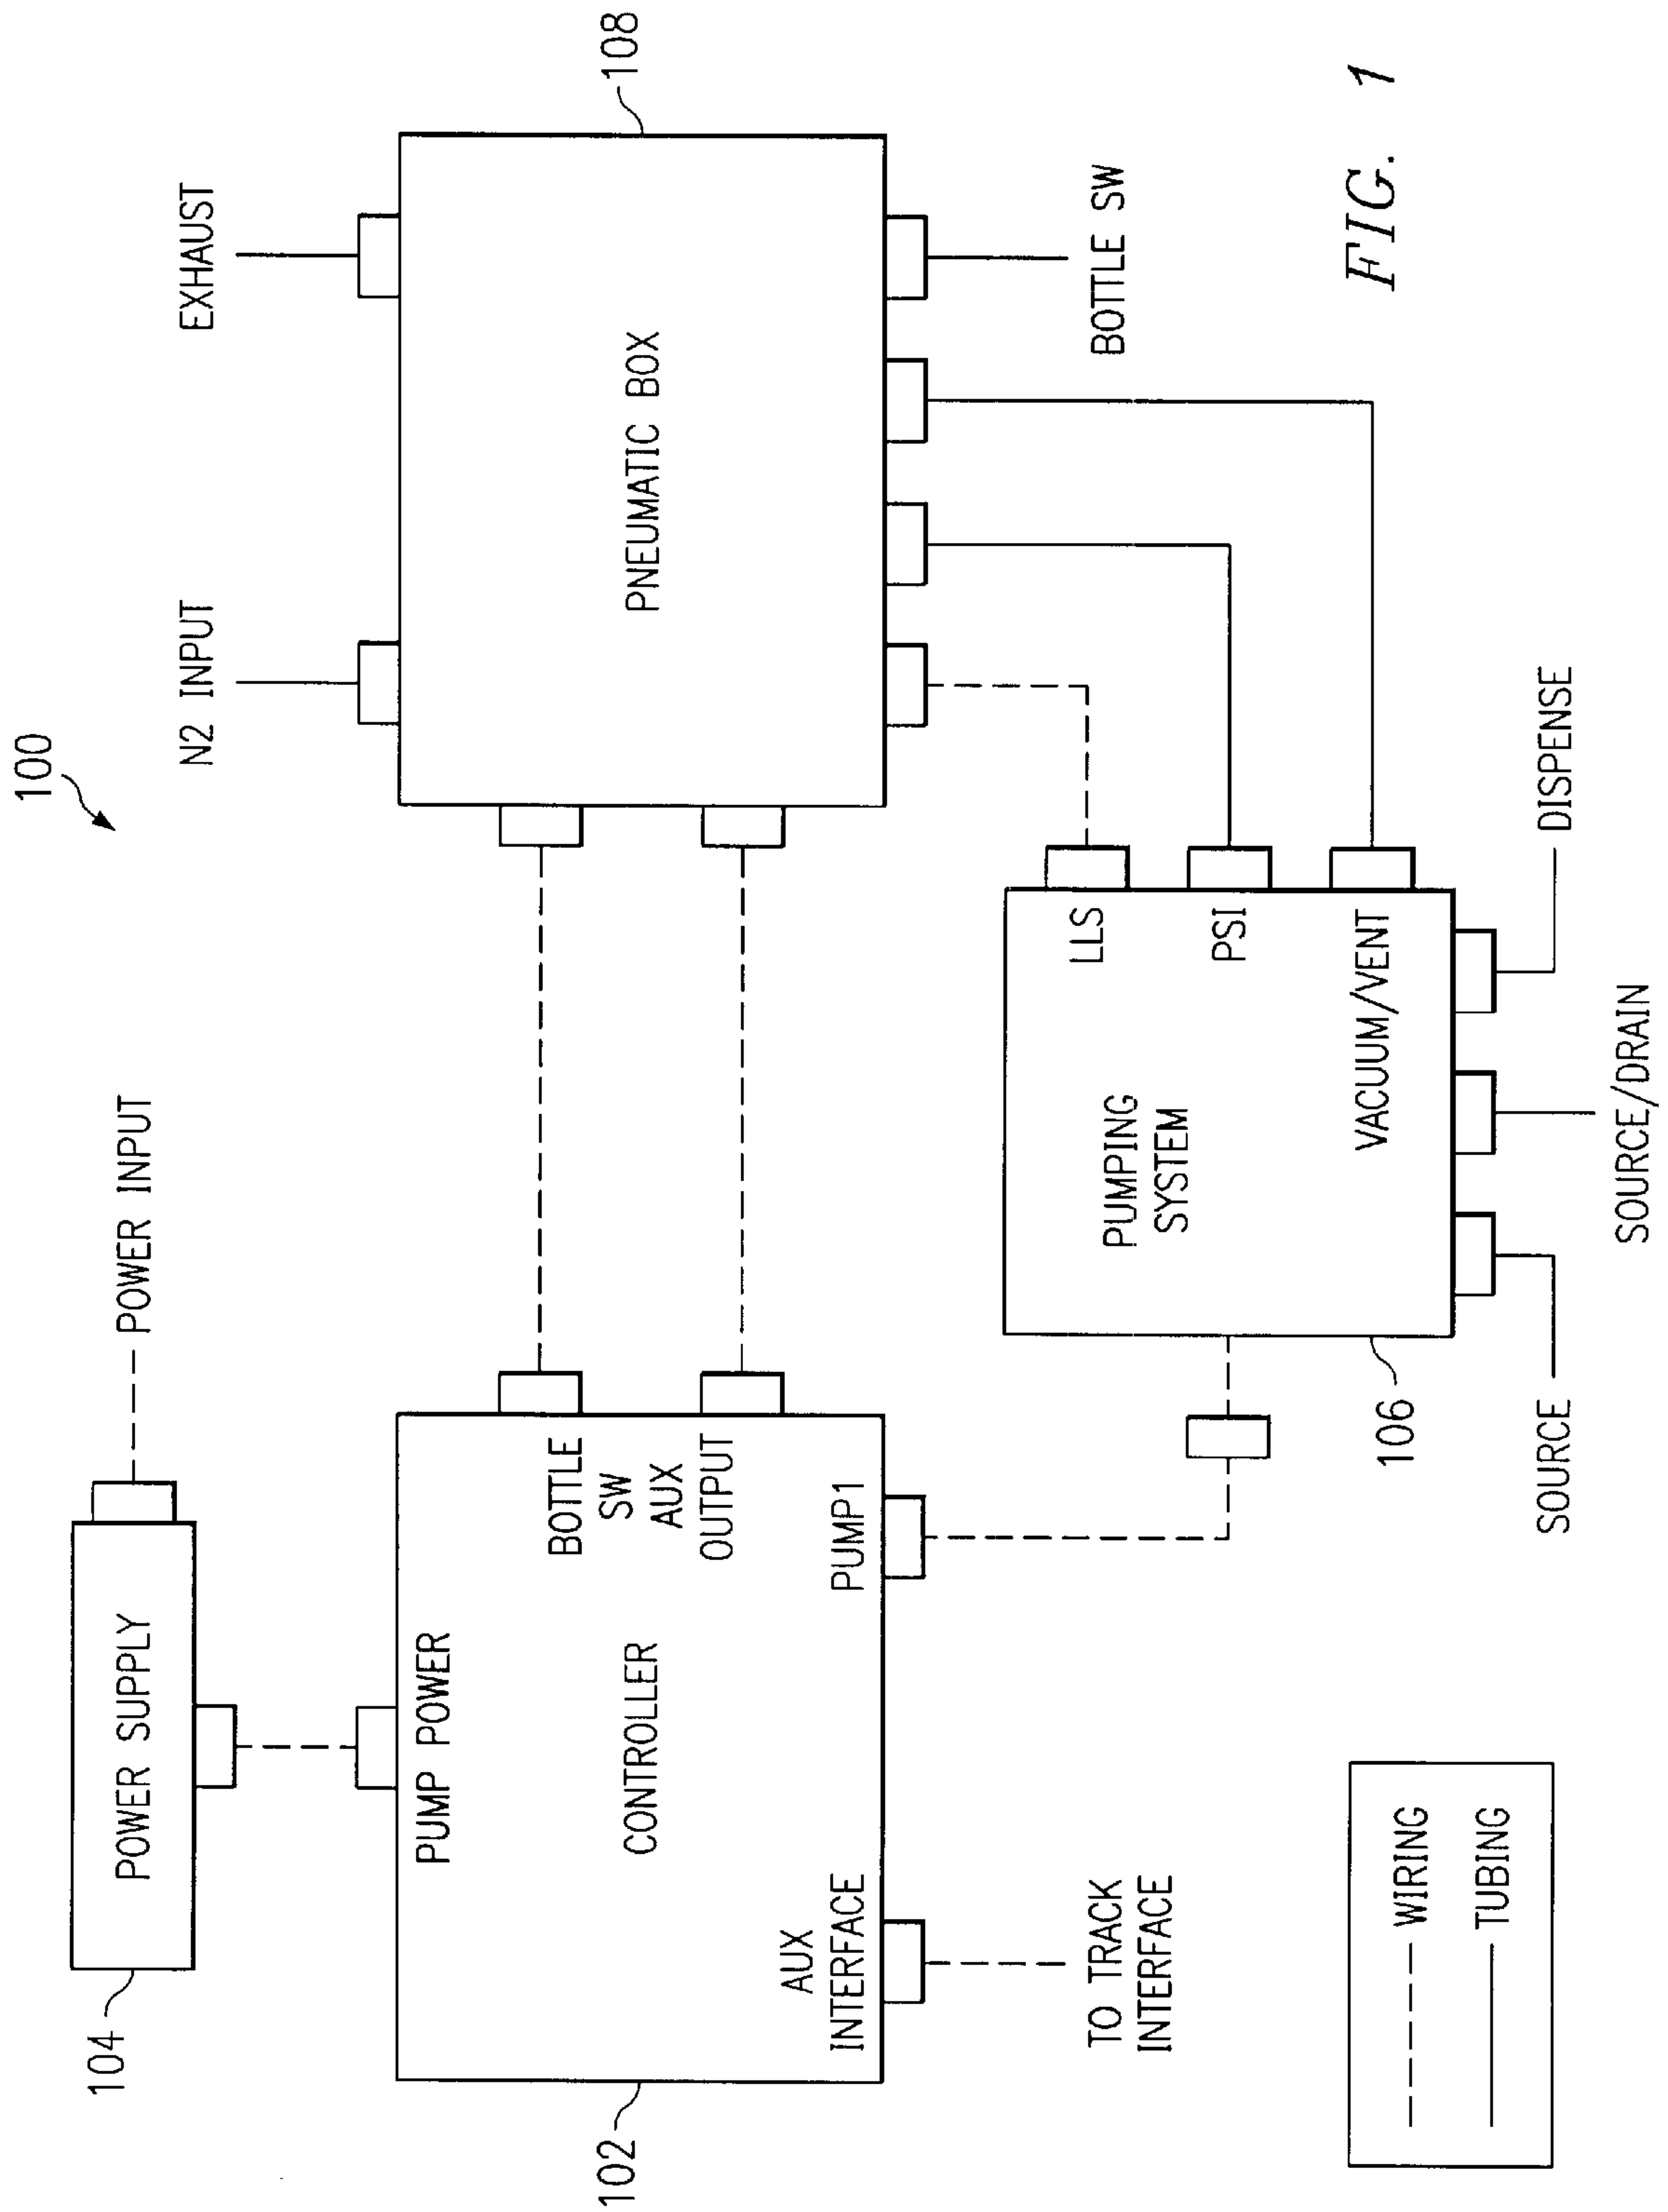 100
104
POWER SUPPLY
POWER INPUT
N2 INPUT
EXHAUST
102
PUMP POWER
CONTROLLER
BOTTLE
SW
AUX
OUTPUT
AUX
INTERFACE
PUMP1
TO TRACK
INTERFACE
PNEUMATIC BOX
108
BOTTLE SW
PUMPING
SYSTEM
LLS
PSI
VACUUM/VENT
106
SOURCE
SOURCE/DRAIN
DISPENSE
WIRING
TUBING
FIG. 1